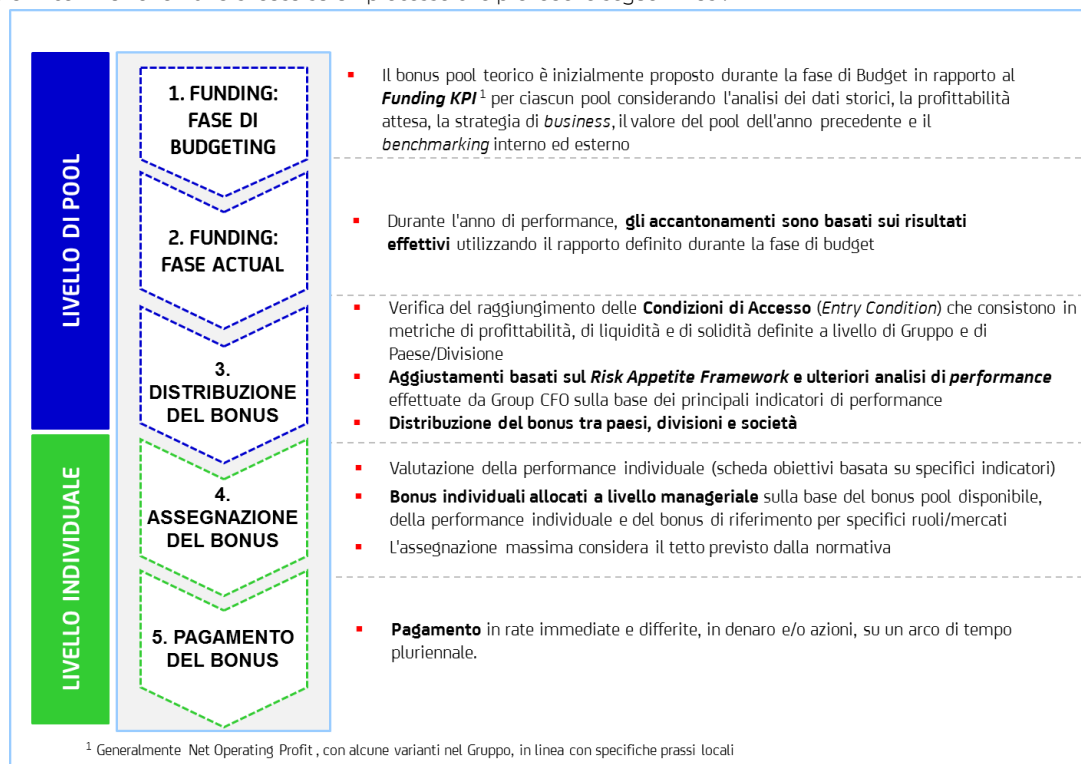 LIVELLO DI POOL
1. FUNDING:
FASE DI
BUDGETING
Il bonus pool teorico è inizialmente proposto durante la fase di Budget in rapporto al
Funding KPI 1 per ciascun pool considerando l'analisi dei dati storici, la profittabilità
attesa, la strategia di business, il valore del pool dell'anno precedente e il
benchmarking interno ed esterno
2. FUNDING:
FASE ACTUAL
Durante l'anno di performance, gli accantonamenti sono basati sui risultati
effettivi utilizzando il rapporto definito durante la fase di budget
3.
DISTRIBUZIONE
DEL BONUS
Verifica del raggiungimento delle Condizioni di Accesso (Entry Condition) che consistono in
metriche di profittabilità, di liquidità e di solidità definite a livello di Gruppo e di
Paese/Divisione
Aggiustamenti basati sul Risk Appetite Framework e ulteriori analisi di performance
effettuate da Group CFO sulla base dei principali indicatori di performance
Distribuzione del bonus tra paesi, divisioni e società
LIVELLO INDIVIDUALE
4.
ASSEGNAZIONE
DEL BONUS
Valutazione della performance individuale (scheda obiettivi basata su specifici indicatori)
Bonus individuali allocati a livello manageriale sulla base del bonus pool disponibile,
della performance individuale e del bonus di riferimento per specifici ruoli/mercati
L'assegnazione massima considera il tetto previsto dalla normativa
5. PAGAMENTO
DEL BONUS
Pagamento in rate immediate e differite, in denaro e/o azioni, su un arco di tempo
pluriennale.
1 Generalmente Net Operating Profit , con alcune varianti nel Gruppo, in linea con specifiche prassi locali